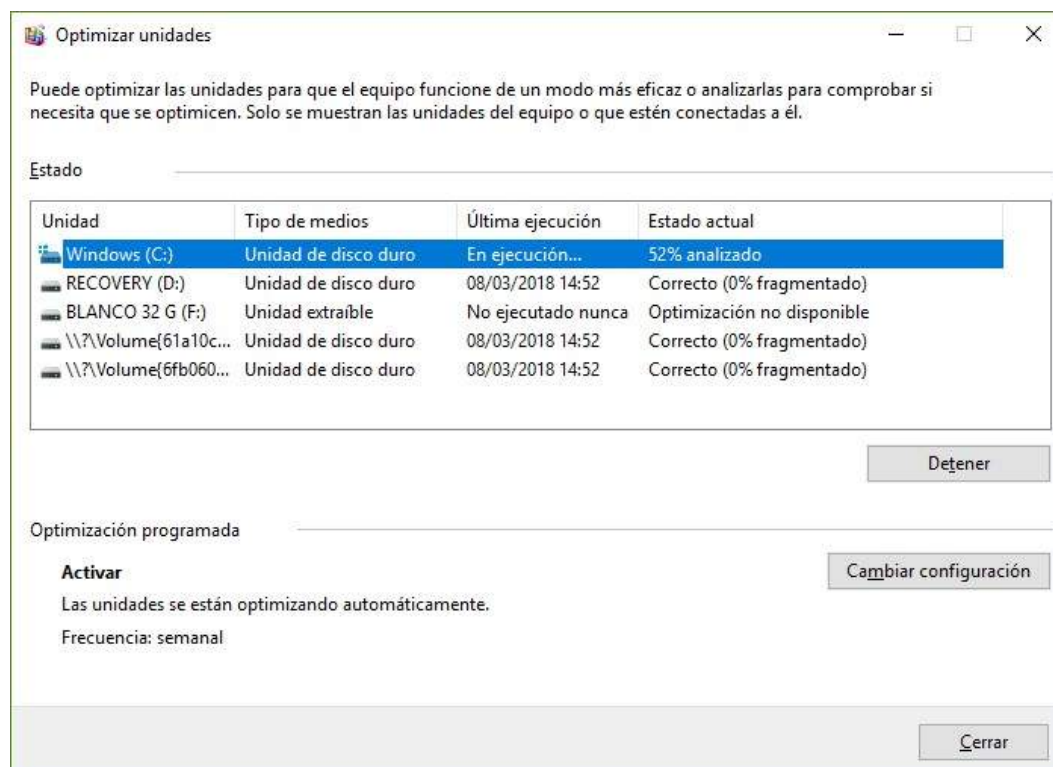 Optimizar unidades
Puede optimizar las unidades para que el equipo funcione de un modo más eficaz o analizarlas para comprobar si
necesita que se optimicen. Solo se muestran las unidades del equipo o que estén conectadas a él.
Estado
Unidad Tipo de medios Última ejecución Estado actual
Windows (C:) Unidad de disco duro En ejecución... 52% analizado
RECOVERY (D:) Unidad de disco duro 08/03/2018 14:52 Correcto (0% fragmentado)
BLANCO 32 G (F:) Unidad extraíble No ejecutado nunca Optimización no disponible
\\?\Volume{61a10c... Unidad de disco duro 08/03/2018 14:52 Correcto (0% fragmentado)
\\?\Volume{6fb060... Unidad de disco duro 08/03/2018 14:52 Correcto (0% fragmentado)
Detener
Optimización programada
Activar
Cambiar configuración
Las unidades se están optimizando automáticamente.
Frecuencia: semanal
Cerrar